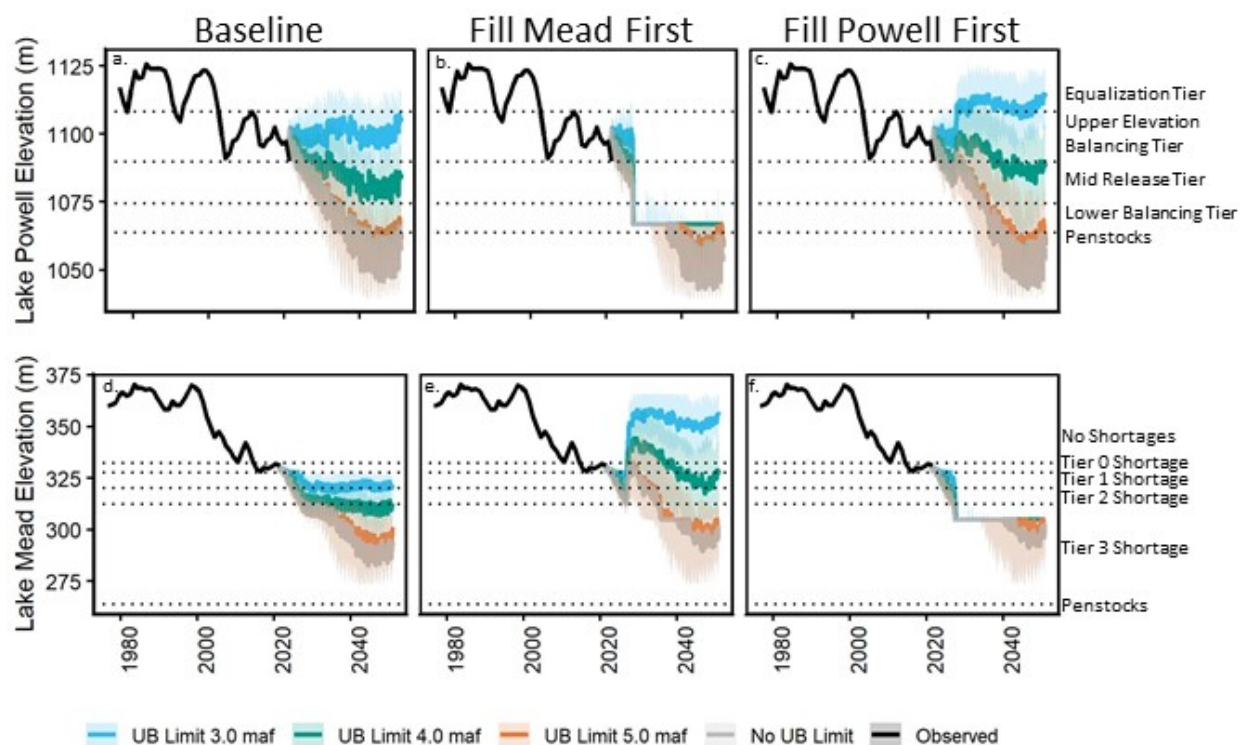 Baseline
Fill Mead First
Fill Powell First
Lake Powell Elevation (m)
1125
1100
1075
1050
a.
b.
c.
Equalization Tier
Upper Elevation
Balancing Tier
Mid Release Tier
Lower Balancing Tier
Penstocks
Lake Mead Elevation (m)
375
350
325
300
275
d.
e.
f.
No Shortages
Tier 0 Shortage
Tier 1 Shortage
Tier 2 Shortage
Tier 3 Shortage
Penstocks
1980
2000
2020
2040
1980
2000
2020
2040
1980
2000
2020
2040
UB Limit 3.0 maf
UB Limit 4.0 maf
UB Limit 5.0 maf
No UB Limit
Observed